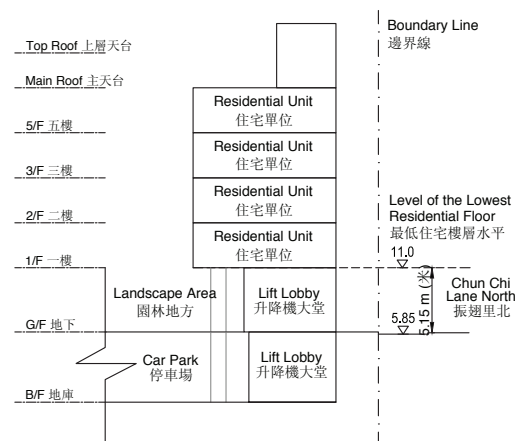 Top Roof 上層天台
Main Roof 主天台
5/F 五樓
3/F 三樓
2/F 二樓
1/F 一樓
G/F 地下
B/F 地庫
Residential Unit
住宅單位
Residential Unit
住宅單位
Residential Unit
住宅單位
Residential Unit
住宅單位
Landscape Area
園林地方
Lift Lobby
升降機大堂
Car Park
停車場
Lift Lobby
升降機大堂
Boundary Line
邊界線
Level of the Lowest
Residential Floor
最低住宅樓層水平
11.0
5.85
5.15 m (米)
Chun Chi
Lane North
振翅里北